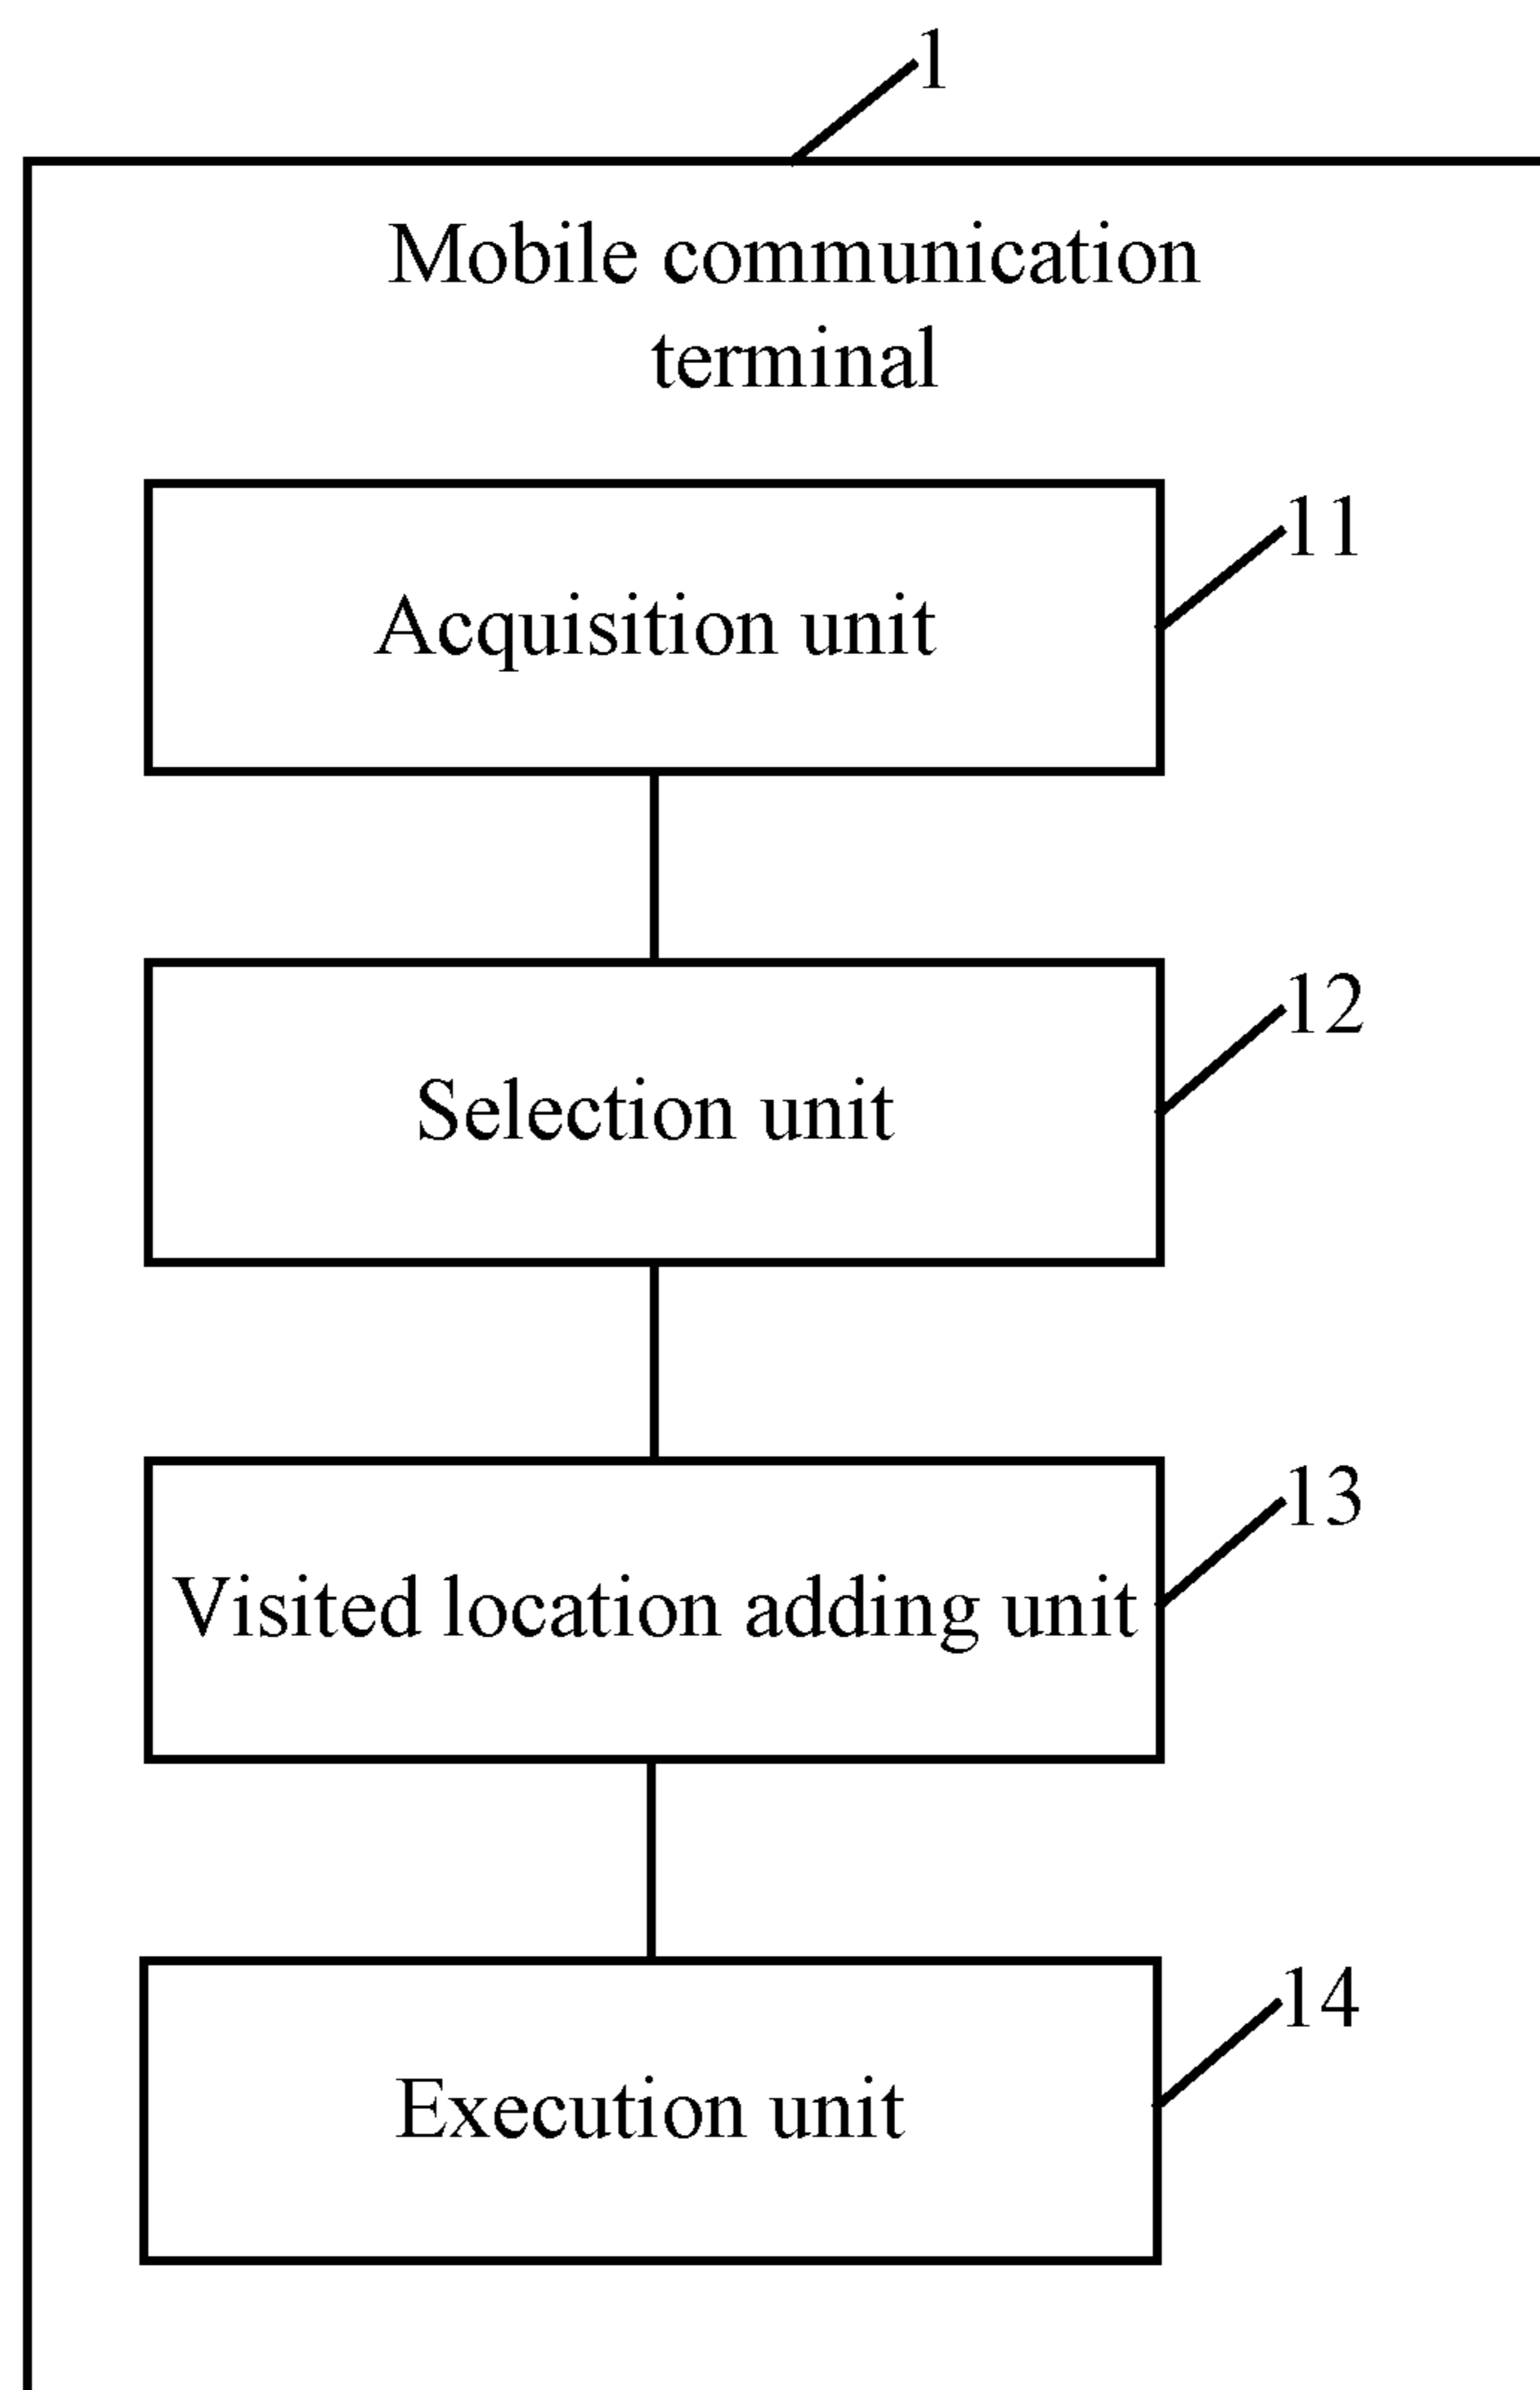 1
Mobile communication
terminal
11
Acquisition unit
12
Selection unit
13
Visited location adding unit
14
Execution unit